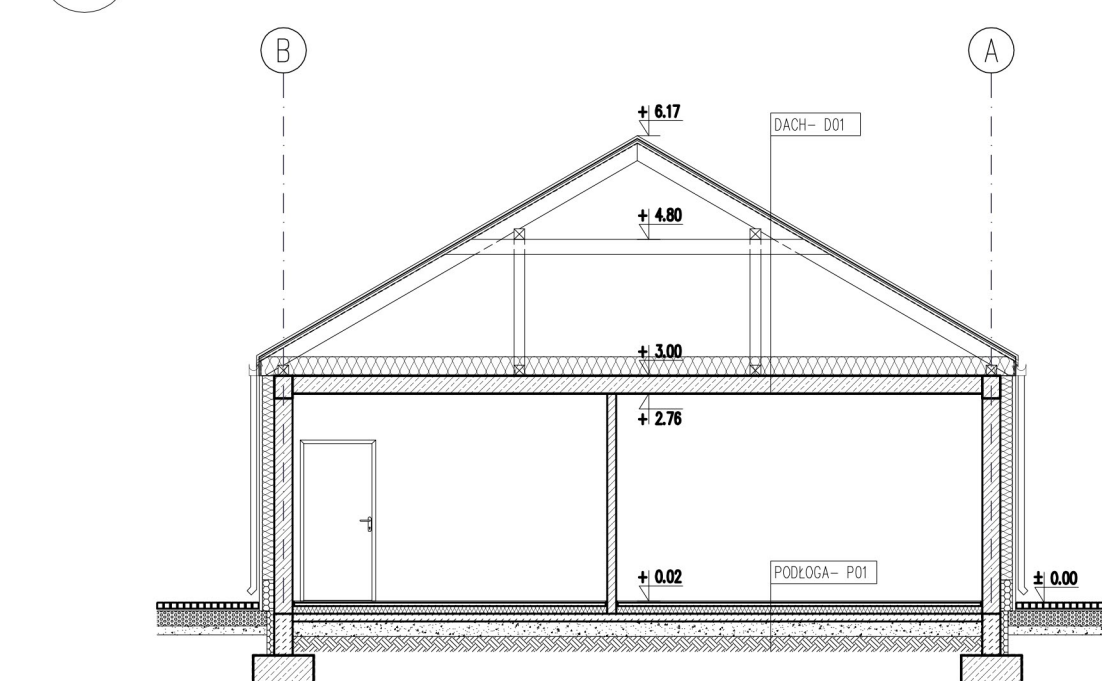 B
A
+ 6.17
DACH- D01
+ 4.80
+ 3.00
+ 2.76
+ 0.02
PODŁOGA- P01
± 0.00